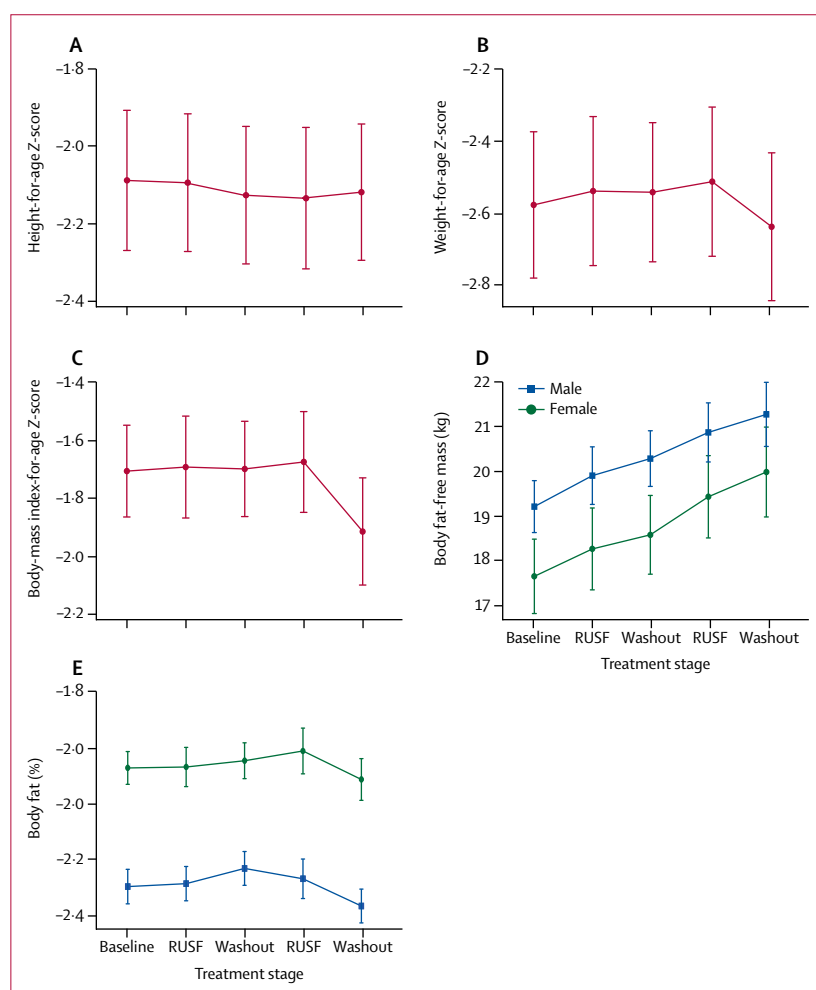 A
Height-for-age Z-score
–1·8
–2·0
–2·2
–2·4
B
Weight-for-age Z-score
–2·2
–2·4
–2·6
–2·8
C
Body-mass index-for-age Z-score
–1·4
–1·6
–1·8
–2·0
–2·2
D
Body fat-free mass (kg)
22
21
20
19
18
17
Male
Female
Baseline RUSF Washout RUSF Washout
Treatment stage
E
Body fat (%)
–1·8
–2·0
–2·0
–2·2
–2·4
Baseline RUSF Washout RUSF Washout
Treatment stage